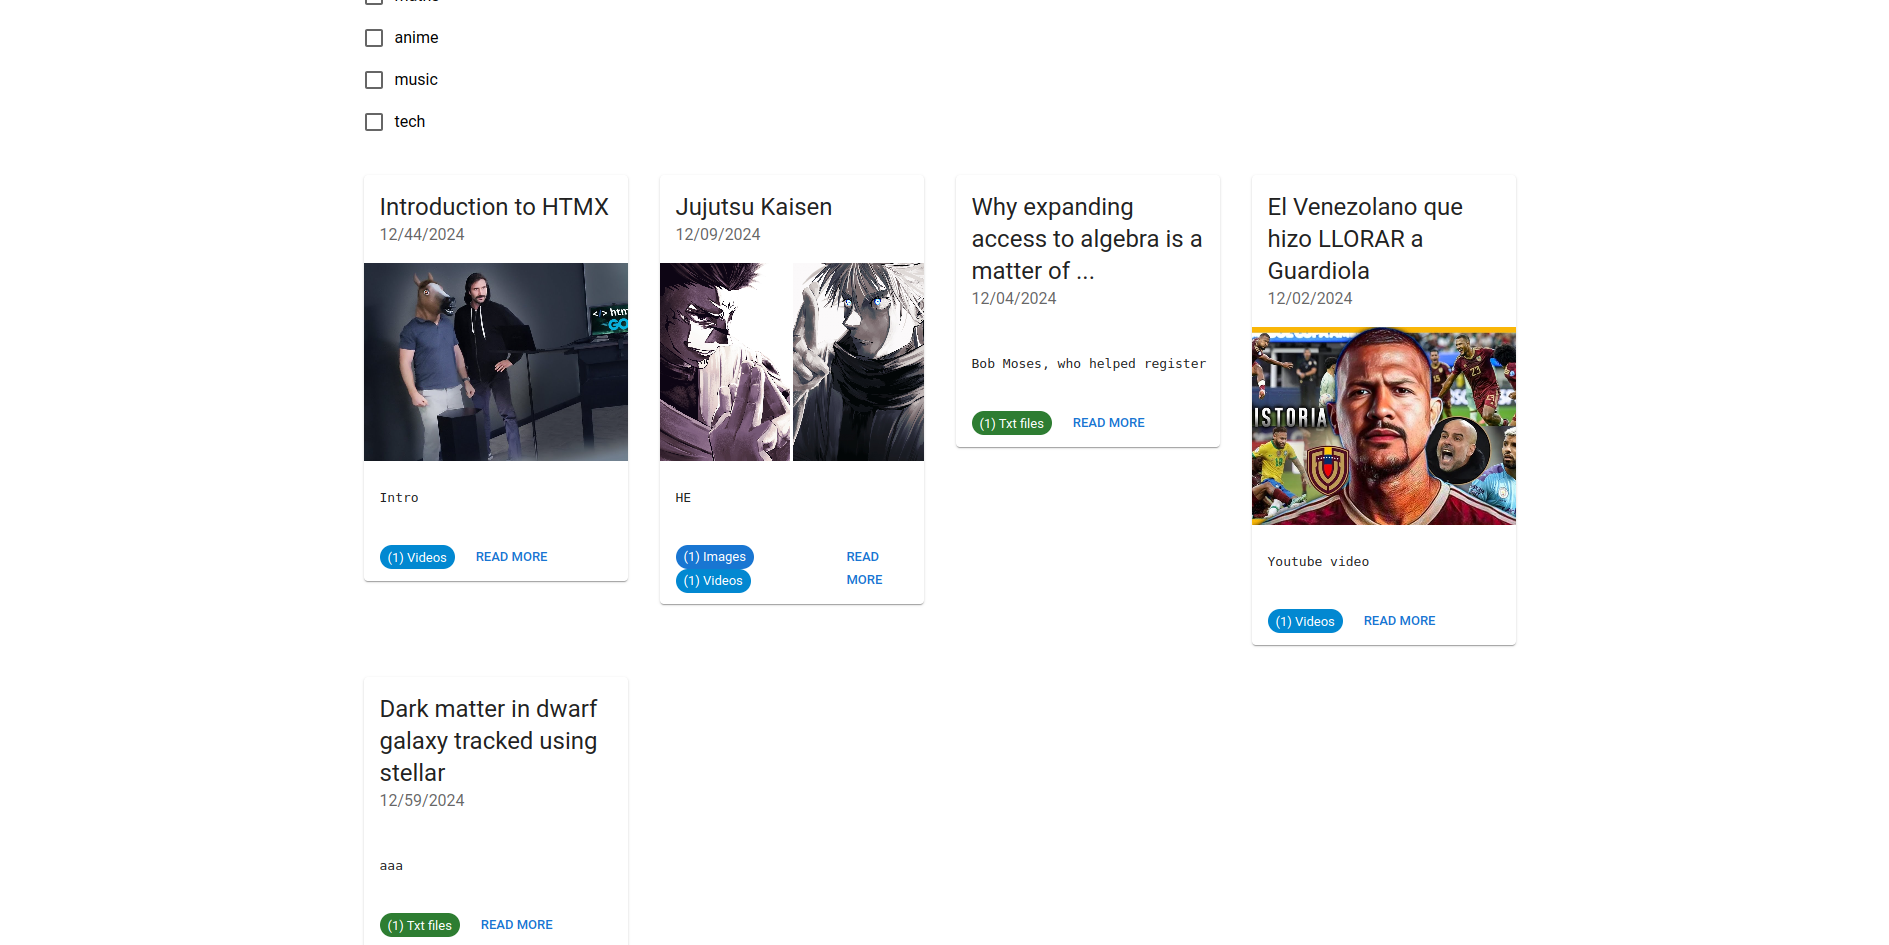 anime
music
tech
Introduction to HTMX
12/44/2024
</> htm
GO
Intro
(1) Videos
READ MORE
Jujutsu Kaisen
12/09/2024
HE
(1) Images
(1) Videos
READ
MORE
Why expanding
access to algebra is a
matter of ...
12/04/2024
Bob Moses, who helped register
(1) Txt files
READ MORE
El Venezolano que
hizo LLORAR a
Guardiola
12/02/2024
ISTORIA
15
23
10
Youtube video
(1) Videos
READ MORE
Dark matter in dwarf
galaxy tracked using
stellar
12/59/2024
aaa
(1) Txt files
READ MORE